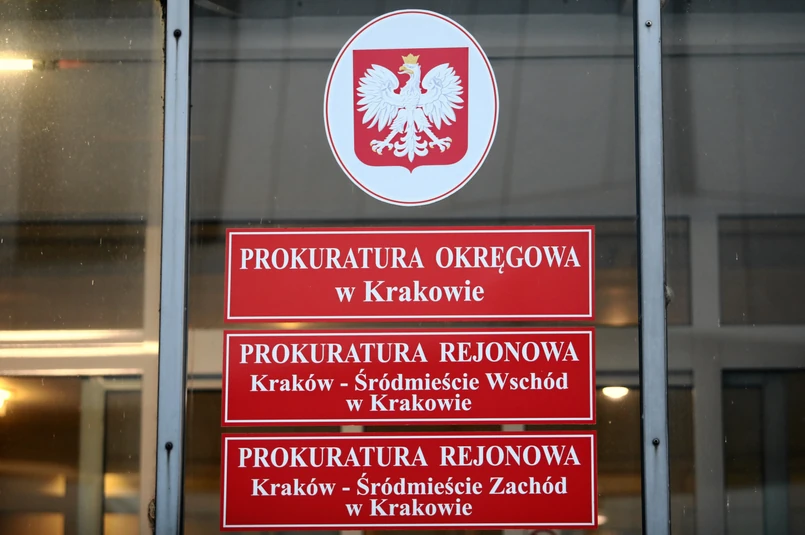 PROKURATURA OKRĘGOWA
w Krakowie
PROKURATURA REJONOWA
Kraków - Śródmieście Wschód
w Krakowie
PROKURATURA REJONOWA
Kraków - Śródmieście Zachód
w Krakowie